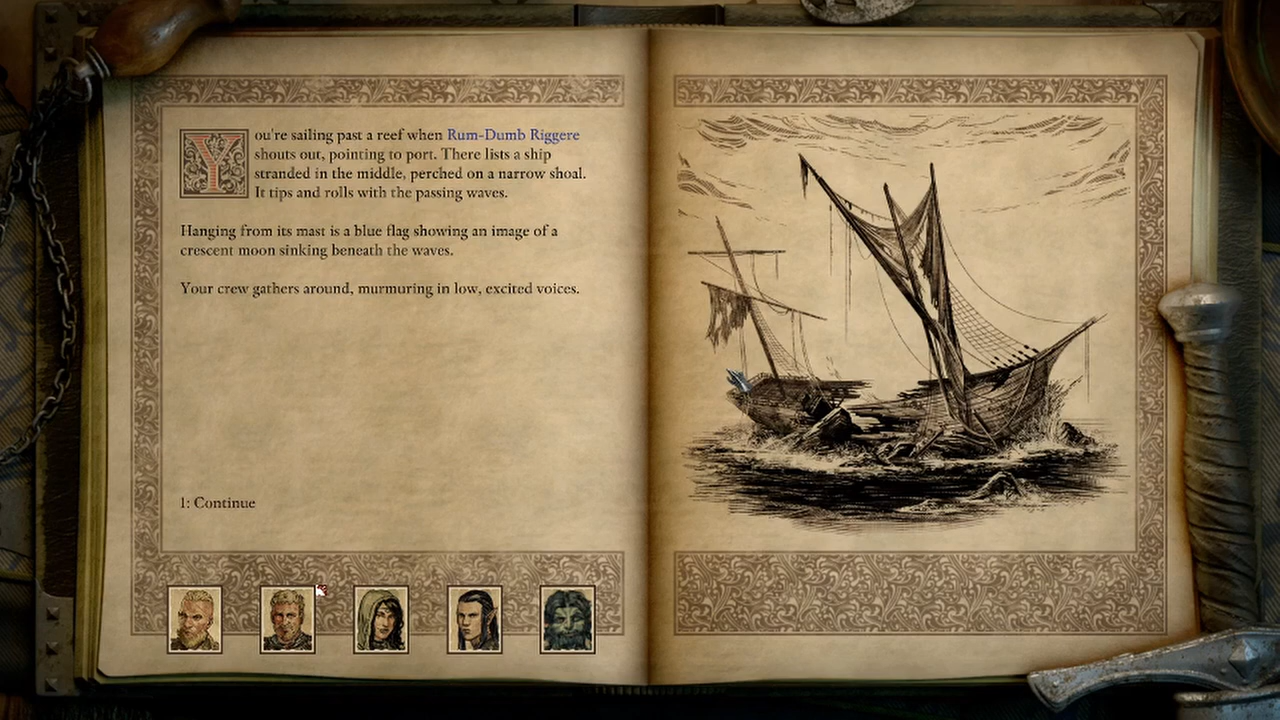 You're sailing past a reef when Rum-Dumb Riggere
shouts out, pointing to port. There lists a ship
stranded in the middle, perched on a narrow shoal.
It tips and rolls with the passing waves.
Hanging from its mast is a blue flag showing an image of a
crescent moon sinking beneath the waves.
Your crew gathers around, murmuring in low, excited voices.
1: Continue